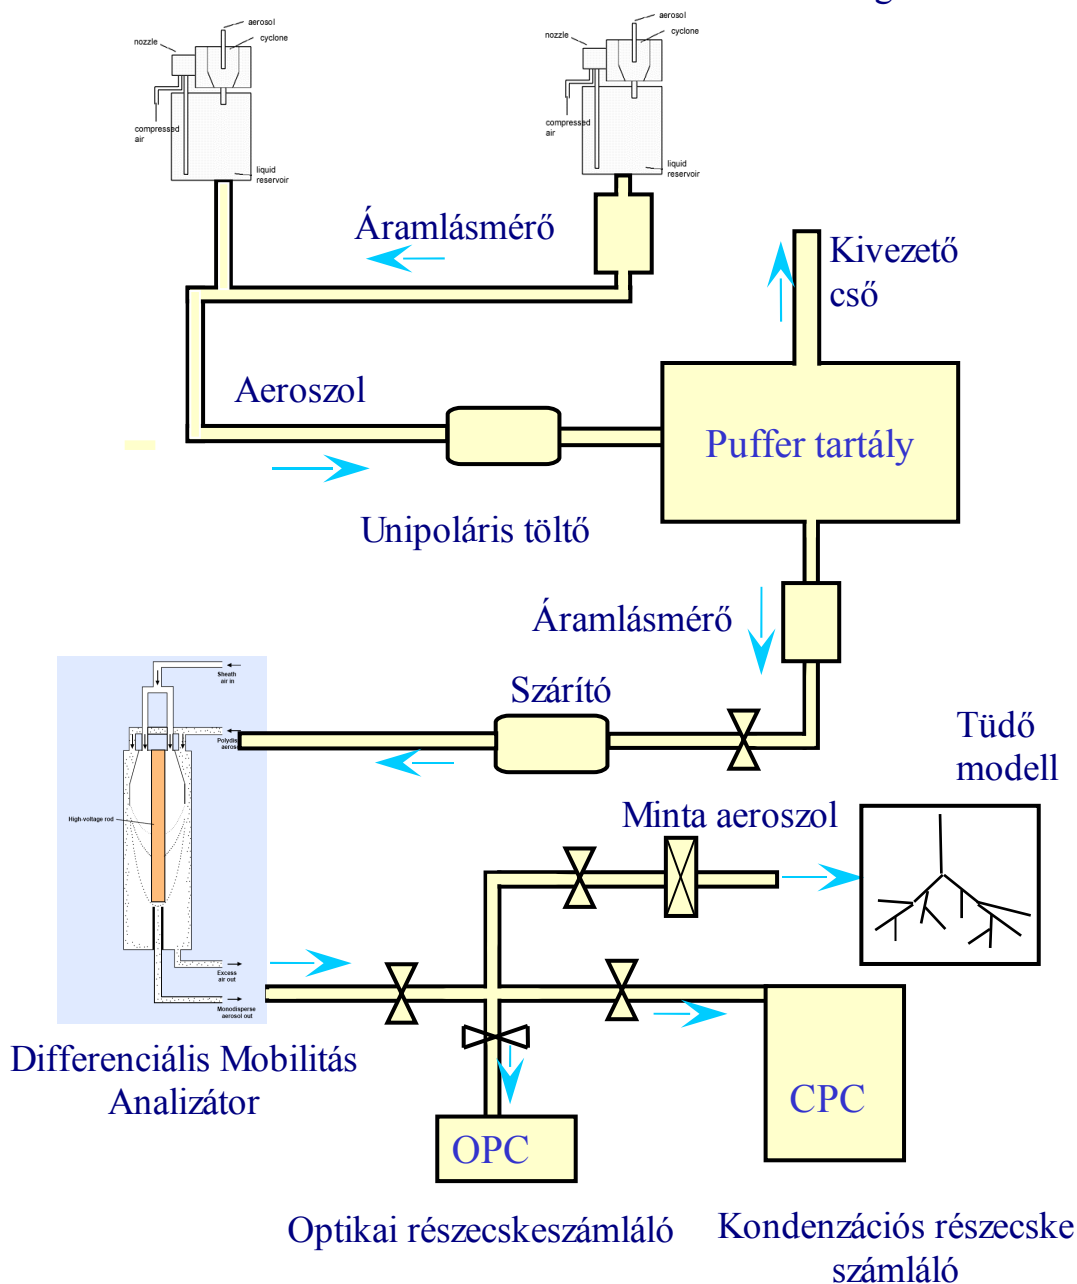 aerosol
nozzle
cyclone
compressed
air
liquid
reservoir
aerosol
nozzle
cyclone
compressed
air
liquid
reservoir
Áramlásmérő
Kivezető
cső
Aeroszol
Puffer tartály
Unipoláris töltő
Áramlásmérő
Szárító
Sheath
air in
Polydis
aeros
High-voltage rod
Excess
air out
Monodisperse
aerosol out
Tüdő
modell
Minta aeroszol
Differenciális Mobilitás
Analizátor
CPC
OPC
Optikai részecskeszámláló
Kondenzációs részecske
számláló